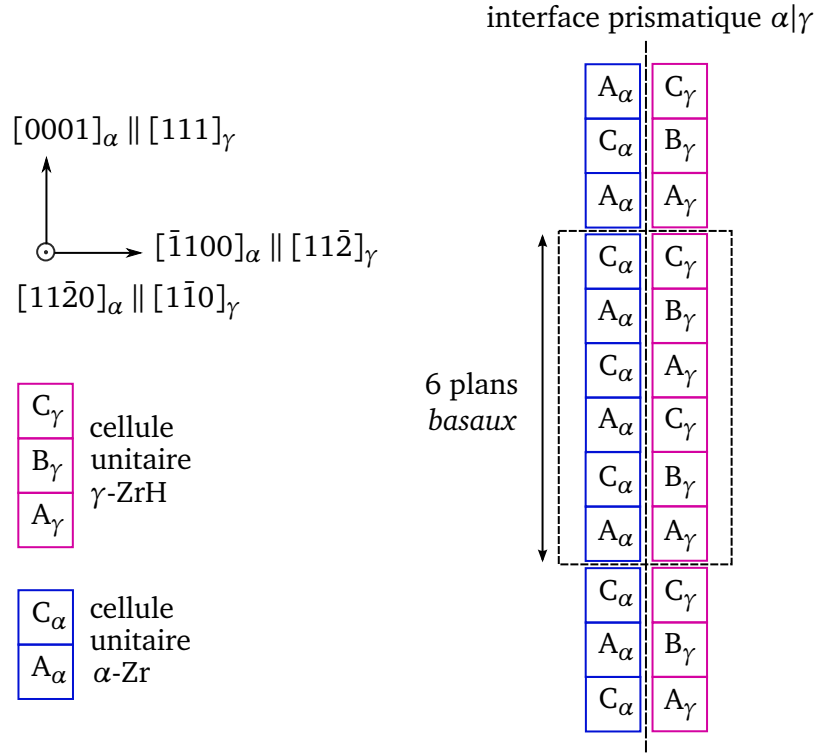 interface prismatique α|γ
[0001]α ∥ [111]γ
[1̄100]α ∥ [112̄]γ
[112̄0]α ∥ [11̄0]γ
Cγ
Bγ
Aγ
cellule
unitaire
γ-ZrH
Cα
Aα
cellule
unitaire
α-Zr
6 plans
basaux
Aα Cγ
Cα Bγ
Aα Aγ
Cα Cγ
Aα Bγ
Cα Aγ
Aα Cγ
Cα Bγ
Aα Aγ
Cα Cγ
Aα Bγ
Cα Aγ